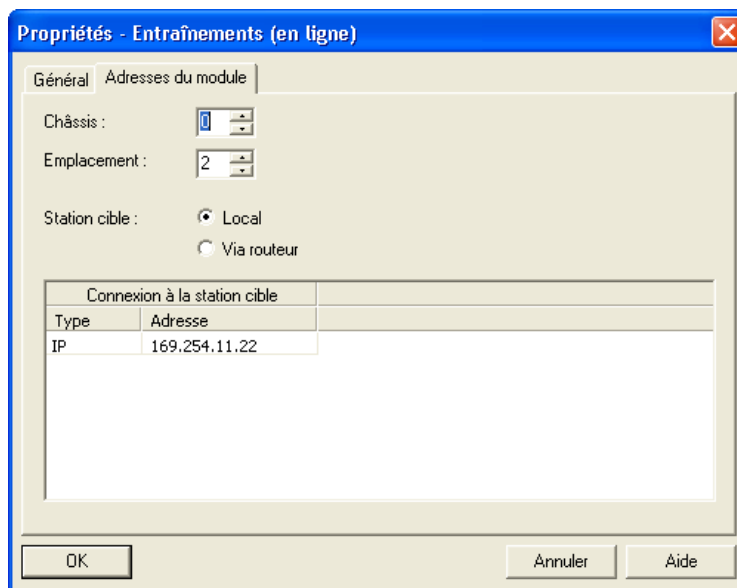 Propriétés - Entraînements (en ligne)
Général Adresses du module
Châssis : 0
Emplacement : 2
Station cible : Local
Via routeur
Connexion à la station cible
Type Adresse
IP 169.254.11.22
OK Annuler Aide